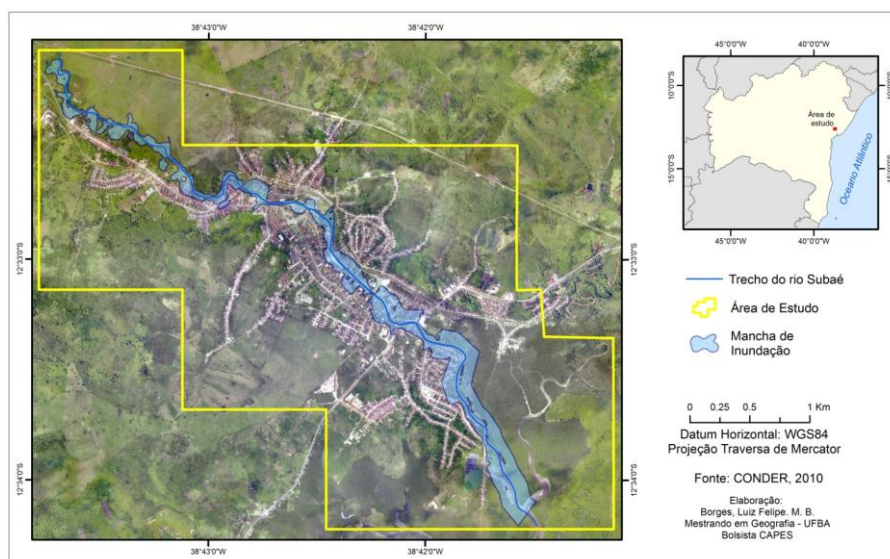 38°43'0"W
38°42'0"W
12°33'0"S
12°34'0"S
12°33'0"S
12°34'0"S
38°43'0"W
38°42'0"W
45°0'0"W
40°0'0"W
10°0'0"S
15°0'0"S
Área de
estudo
Oceano Atlântico
45°0'0"W
40°0'0"W
Trecho do rio Subaé
Área de Estudo
Mancha de
Inundação
0 0.25 0.5 1 Km
Datum Horizontal: WGS84
Projeção Traversa de Mercator
Fonte: CONDER, 2010
Elaboração:
Borges, Luiz Felipe. M. B.
Mestrando em Geografia - UFBA
Bolsista CAPES